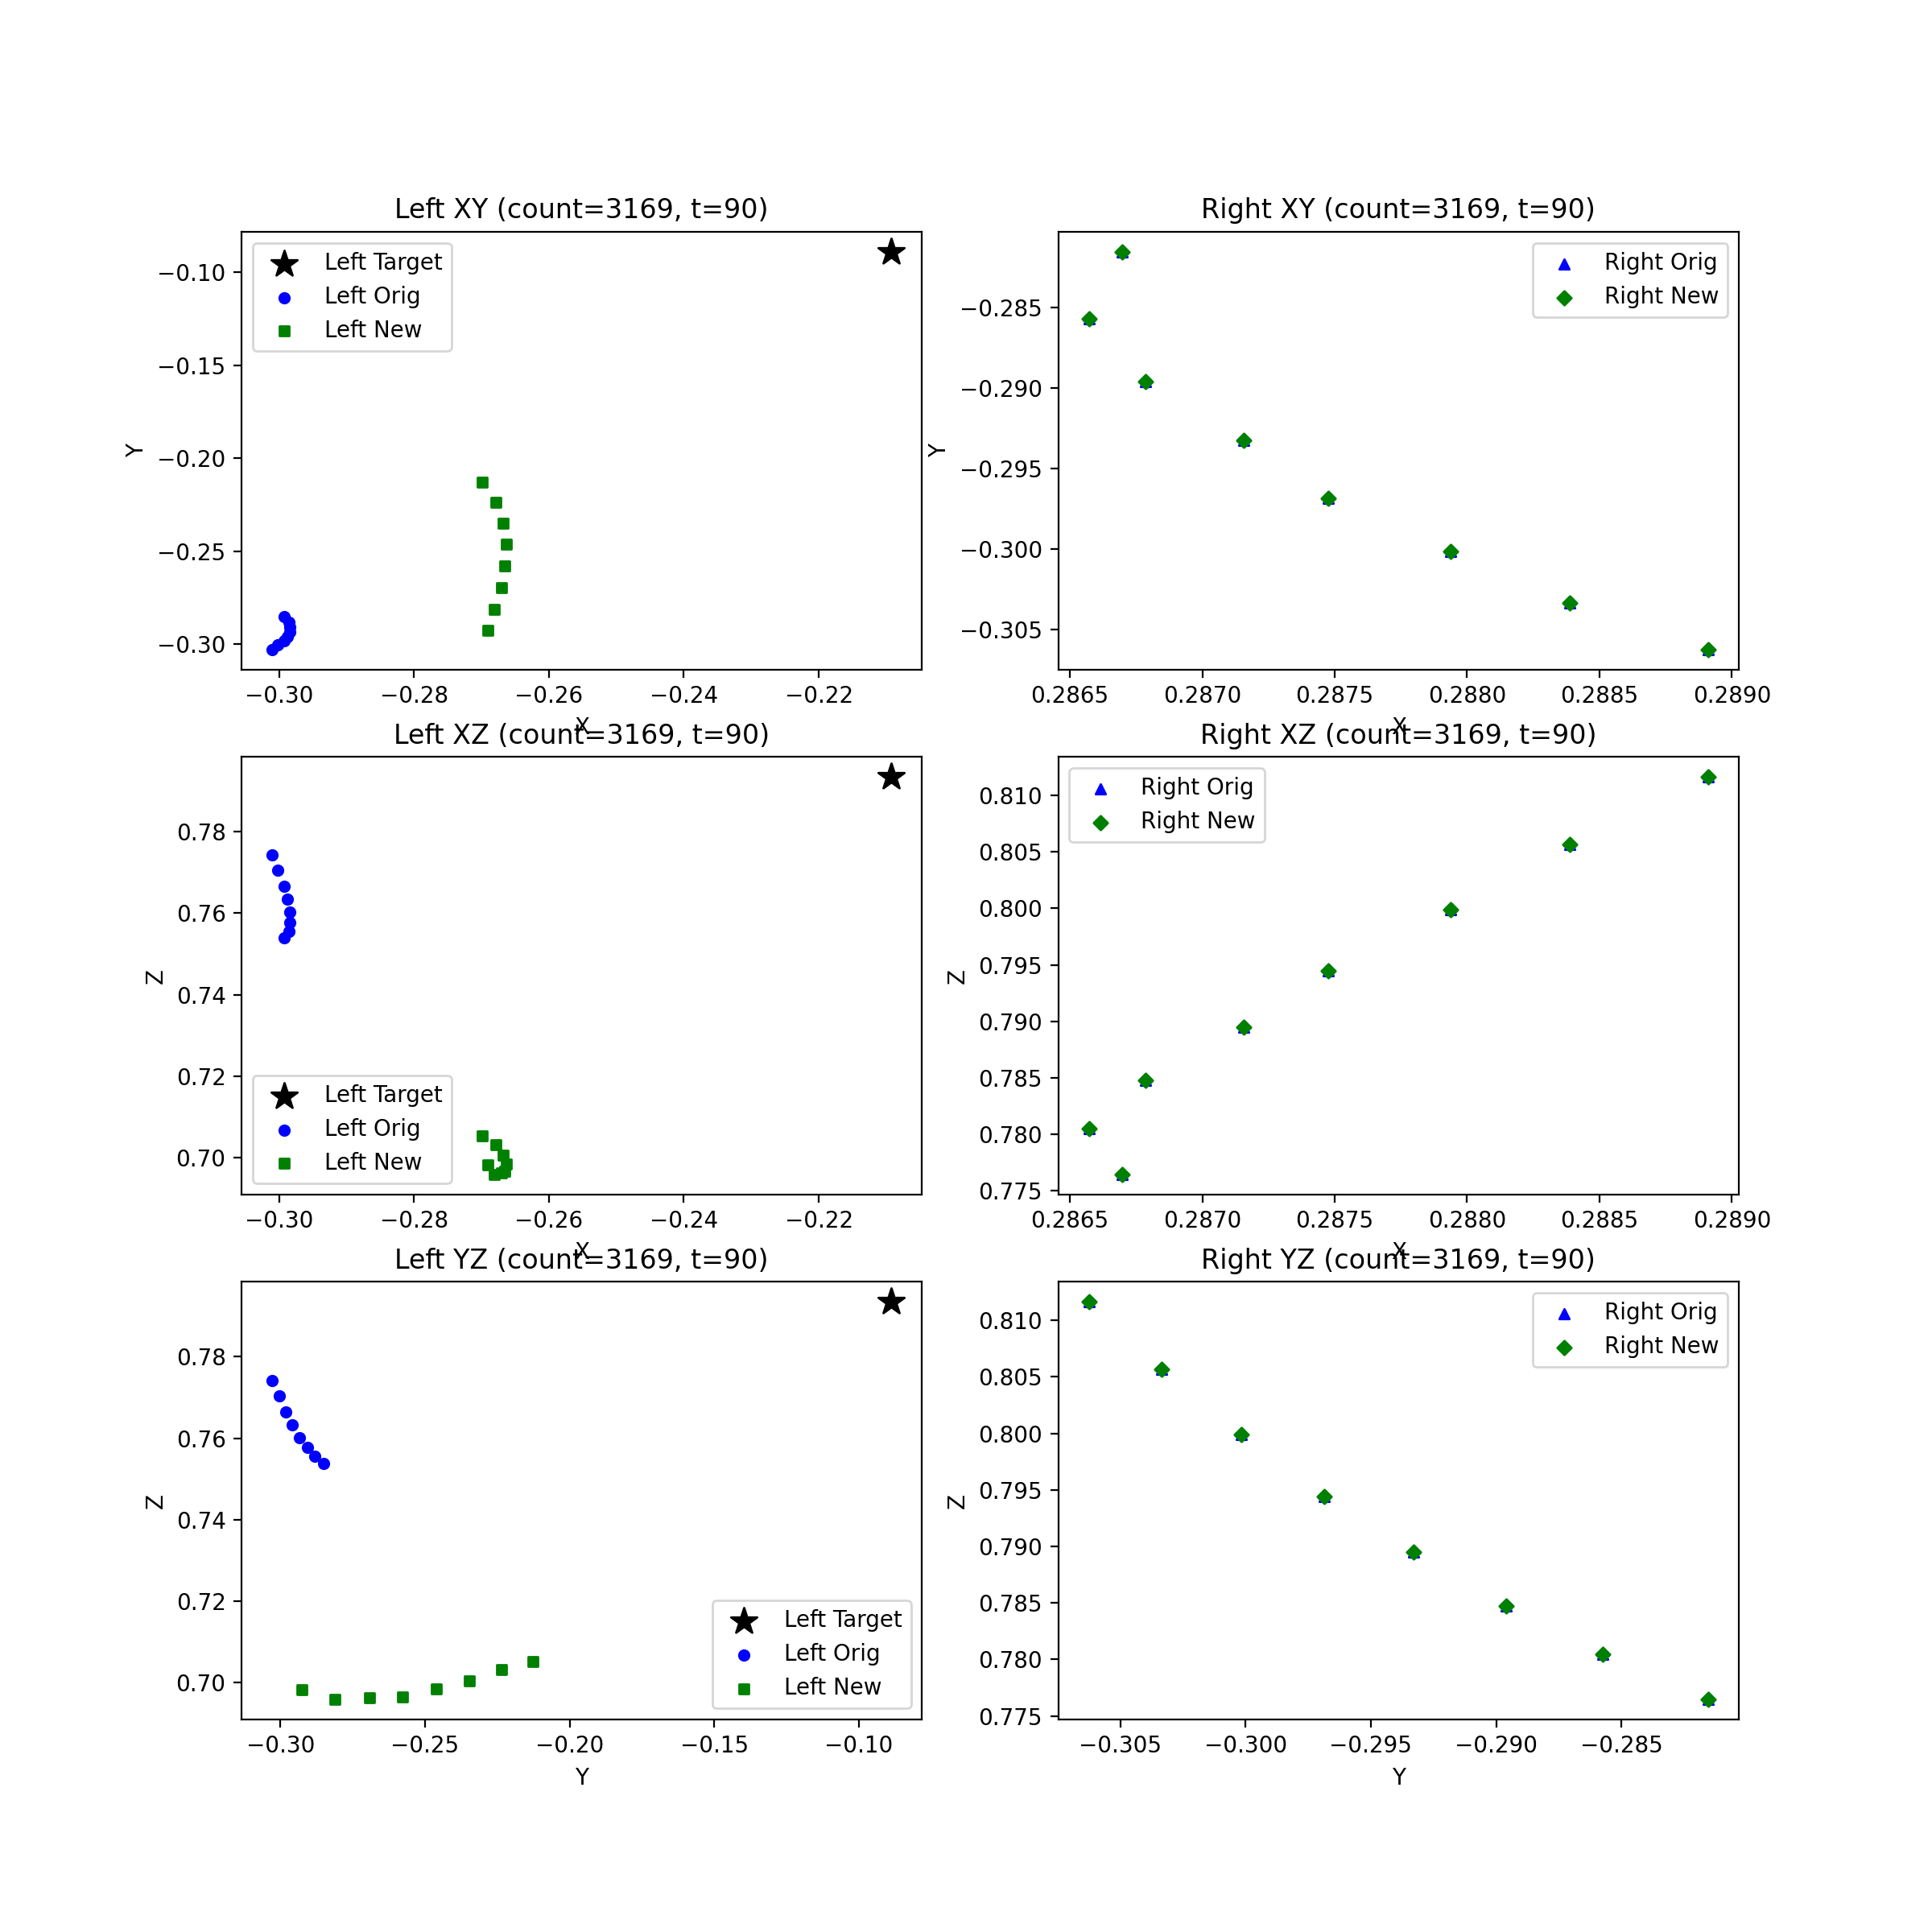 Left XY (count=3169, t=90)
Left Target
Left Orig
Left New
−0.10
−0.15
−0.20
−0.25
−0.30
Y
−0.30 −0.28 −0.26 −0.24 −0.22
X
Right XY (count=3169, t=90)
Right Orig
Right New
−0.285
−0.290
−0.295
−0.300
−0.305
Y
0.2865 0.2870 0.2875 0.2880 0.2885 0.2890
X
Left XZ (count=3169, t=90)
0.78
0.76
0.74
0.72
0.70
Z
Left Target
Left Orig
Left New
−0.30 −0.28 −0.26 −0.24 −0.22
X
Right XZ (count=3169, t=90)
Right Orig
Right New
0.810
0.805
0.800
0.795
0.790
0.785
0.780
0.775
Z
0.2865 0.2870 0.2875 0.2880 0.2885 0.2890
X
Left YZ (count=3169, t=90)
0.78
0.76
0.74
0.72
0.70
Z
Left Target
Left Orig
Left New
−0.30 −0.25 −0.20 −0.15 −0.10
Y
Right YZ (count=3169, t=90)
Right Orig
Right New
0.810
0.805
0.800
0.795
0.790
0.785
0.780
0.775
Z
−0.305 −0.300 −0.295 −0.290 −0.285
Y